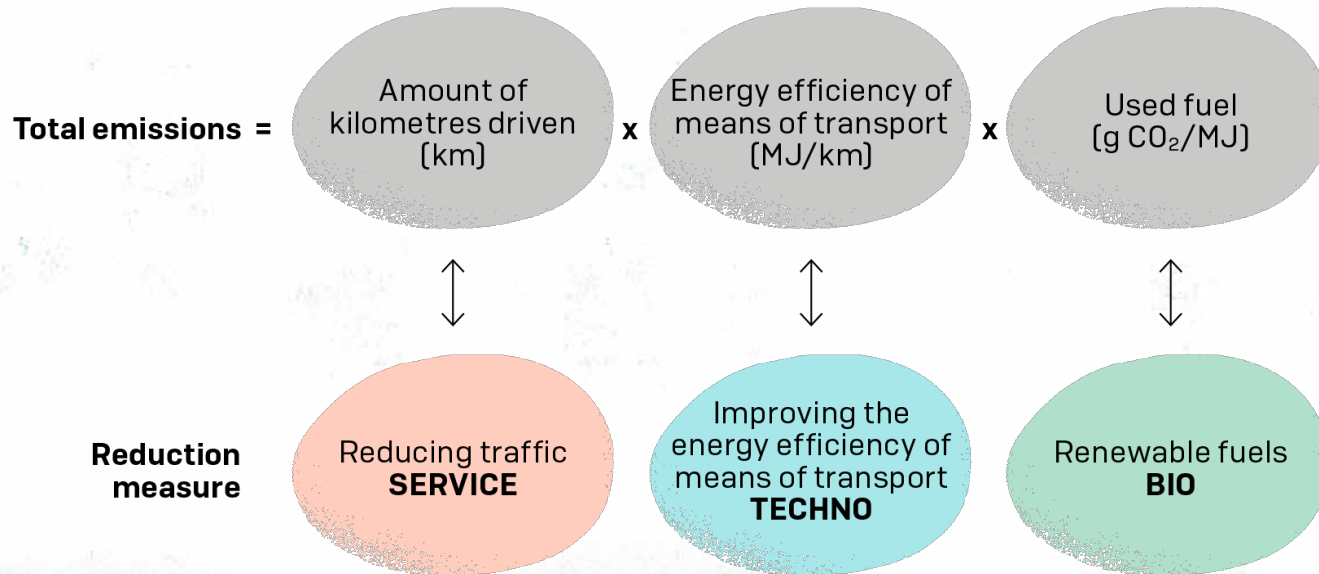 Total emissions =
Amount of
kilometres driven
(km)
x
Energy efficiency of
means of transport
(MJ/km)
x
Used fuel
(g CO₂/MJ)
Reduction
measure
Reducing traffic
SERVICE
Improving the
energy efficiency of
means of transport
TECHNO
Renewable fuels
BIO